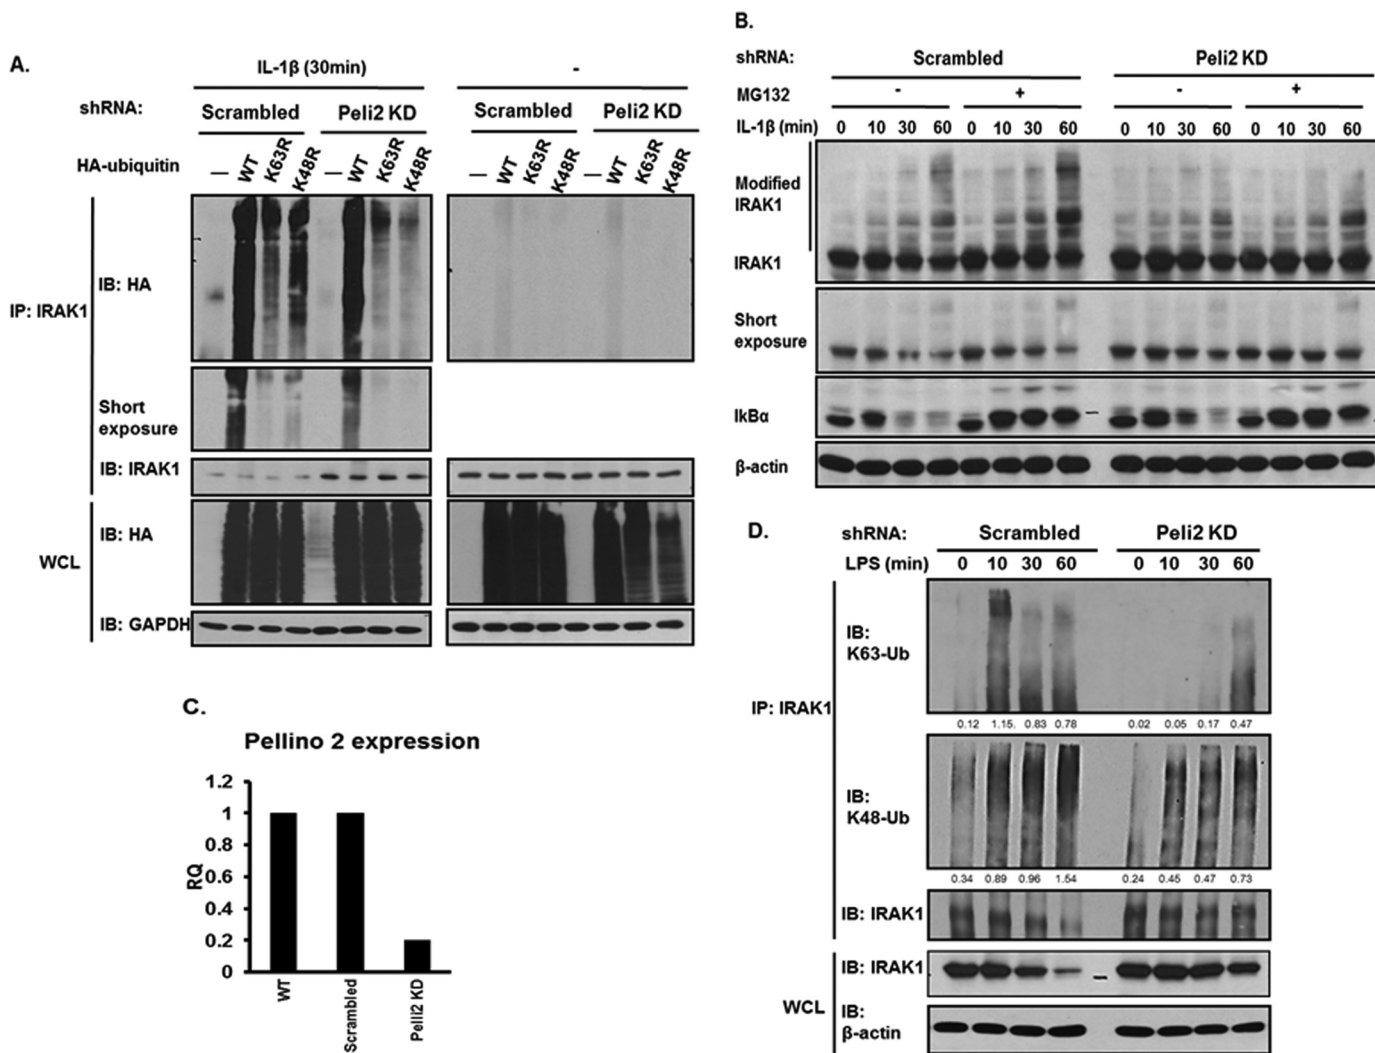 A.
IL-1β (30min)
-
shRNA:
Scrambled
Peli2 KD
Scrambled
Peli2 KD
HA-ubiquitin
— WT K63R K48R — WT K63R K48R
— WT K63R K48R — WT K63R K48R
IB: HA
IP: IRAK1
Short
exposure
IB: IRAK1
IB: HA
WCL
IB: GAPDH
B.
shRNA:
Scrambled
Peli2 KD
MG132
- + - +
IL-1β (min)
0 10 30 60 0 10 30 60 0 10 30 60 0 10 30 60
Modified
IRAK1
IRAK1
Short
exposure
IkBα
β-actin
C.
Pellino 2 expression
1.2
1
0.8
0.6
0.4
0.2
0
RQ
WT
Scrambled
Pelli2 KD
D.
shRNA:
Scrambled
Peli2 KD
LPS (min)
0 10 30 60 0 10 30 60
IB:
K63-Ub
IP: IRAK1
0.12 1.15. 0.83 0.78 0.02 0.05 0.17 0.47
IB:
K48-Ub
0.34 0.89 0.96 1.54 0.24 0.45 0.47 0.73
IB: IRAK1
IB: IRAK1
WCL
IB:
β-actin